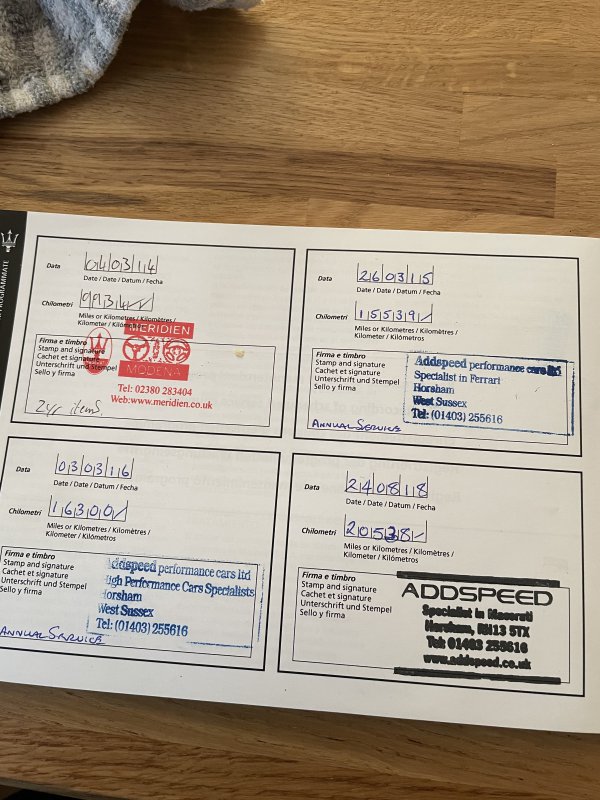 PROGRAMMATE
Data
04 03 14
Date / Date / Datum / Fecha
Chilometri
Miles or Kilometres / Kilomètres /
Kilometer / Kilómetros
Firma e timbro
Stamp and signature
Cachet et signature
Unterschrift und Stempel
Sello y firma
MERIDIEN
MODENA
Tel: 02380 283404
Web:www.meridien.co.uk
2yr items.
Data
26 03 15
Date / Date / Datum / Fecha
Chilometri
15539
Miles or Kilometres / Kilomètres /
Kilometer / Kilómetros
Firma e timbro
Stamp and signature
Cachet et signature
Unterschrift und Stempel
Sello y firma
Addspeed performance cars ltd
Specialist in Ferrari
Horsham
West Sussex
Tel: (01403) 255616
ANNUAL SERVICE
Data
03 03 16
Date / Date / Datum / Fecha
Chilometri
16300
Miles or Kilometres / Kilomètres /
Kilometer / Kilómetros
Firma e timbro
Stamp and signature
Cachet et signature
Unterschrift und Stempel
Sello y firma
Addspeed performance cars ltd
High Performance Cars Specialists
Horsham
West Sussex
Tel: (01403) 255616
ANNUAL SERVICE
Data
24 08 18
Date / Date / Datum / Fecha
Chilometri
20538
Miles or Kilometres / Kilomètres /
Kilometer / Kilómetros
Firma e timbro
Stamp and signature
Cachet et signature
Unterschrift und Stempel
Sello y firma
ADDSPEED
Specialist in Maserati
Horsham, RH13 5TX
Tel: 01403 255616
www.addspeed.co.uk